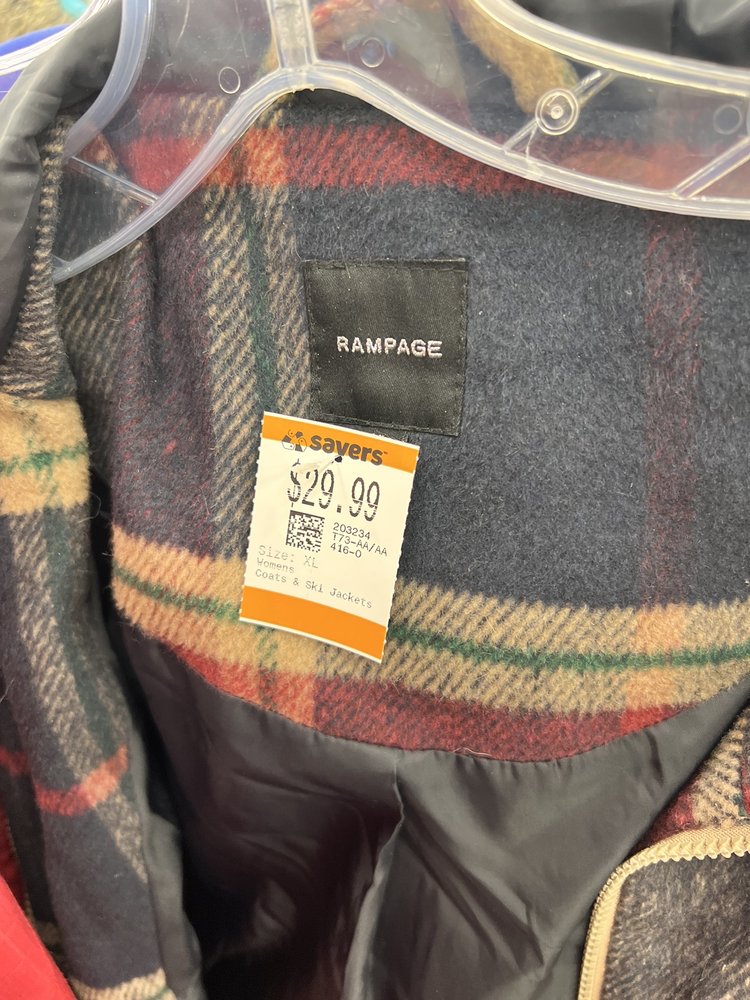 RAMPAGE
savers
$29.99
203234
T73-AA/AA
416-0
Size: XL
Womens
Coats & Ski Jackets